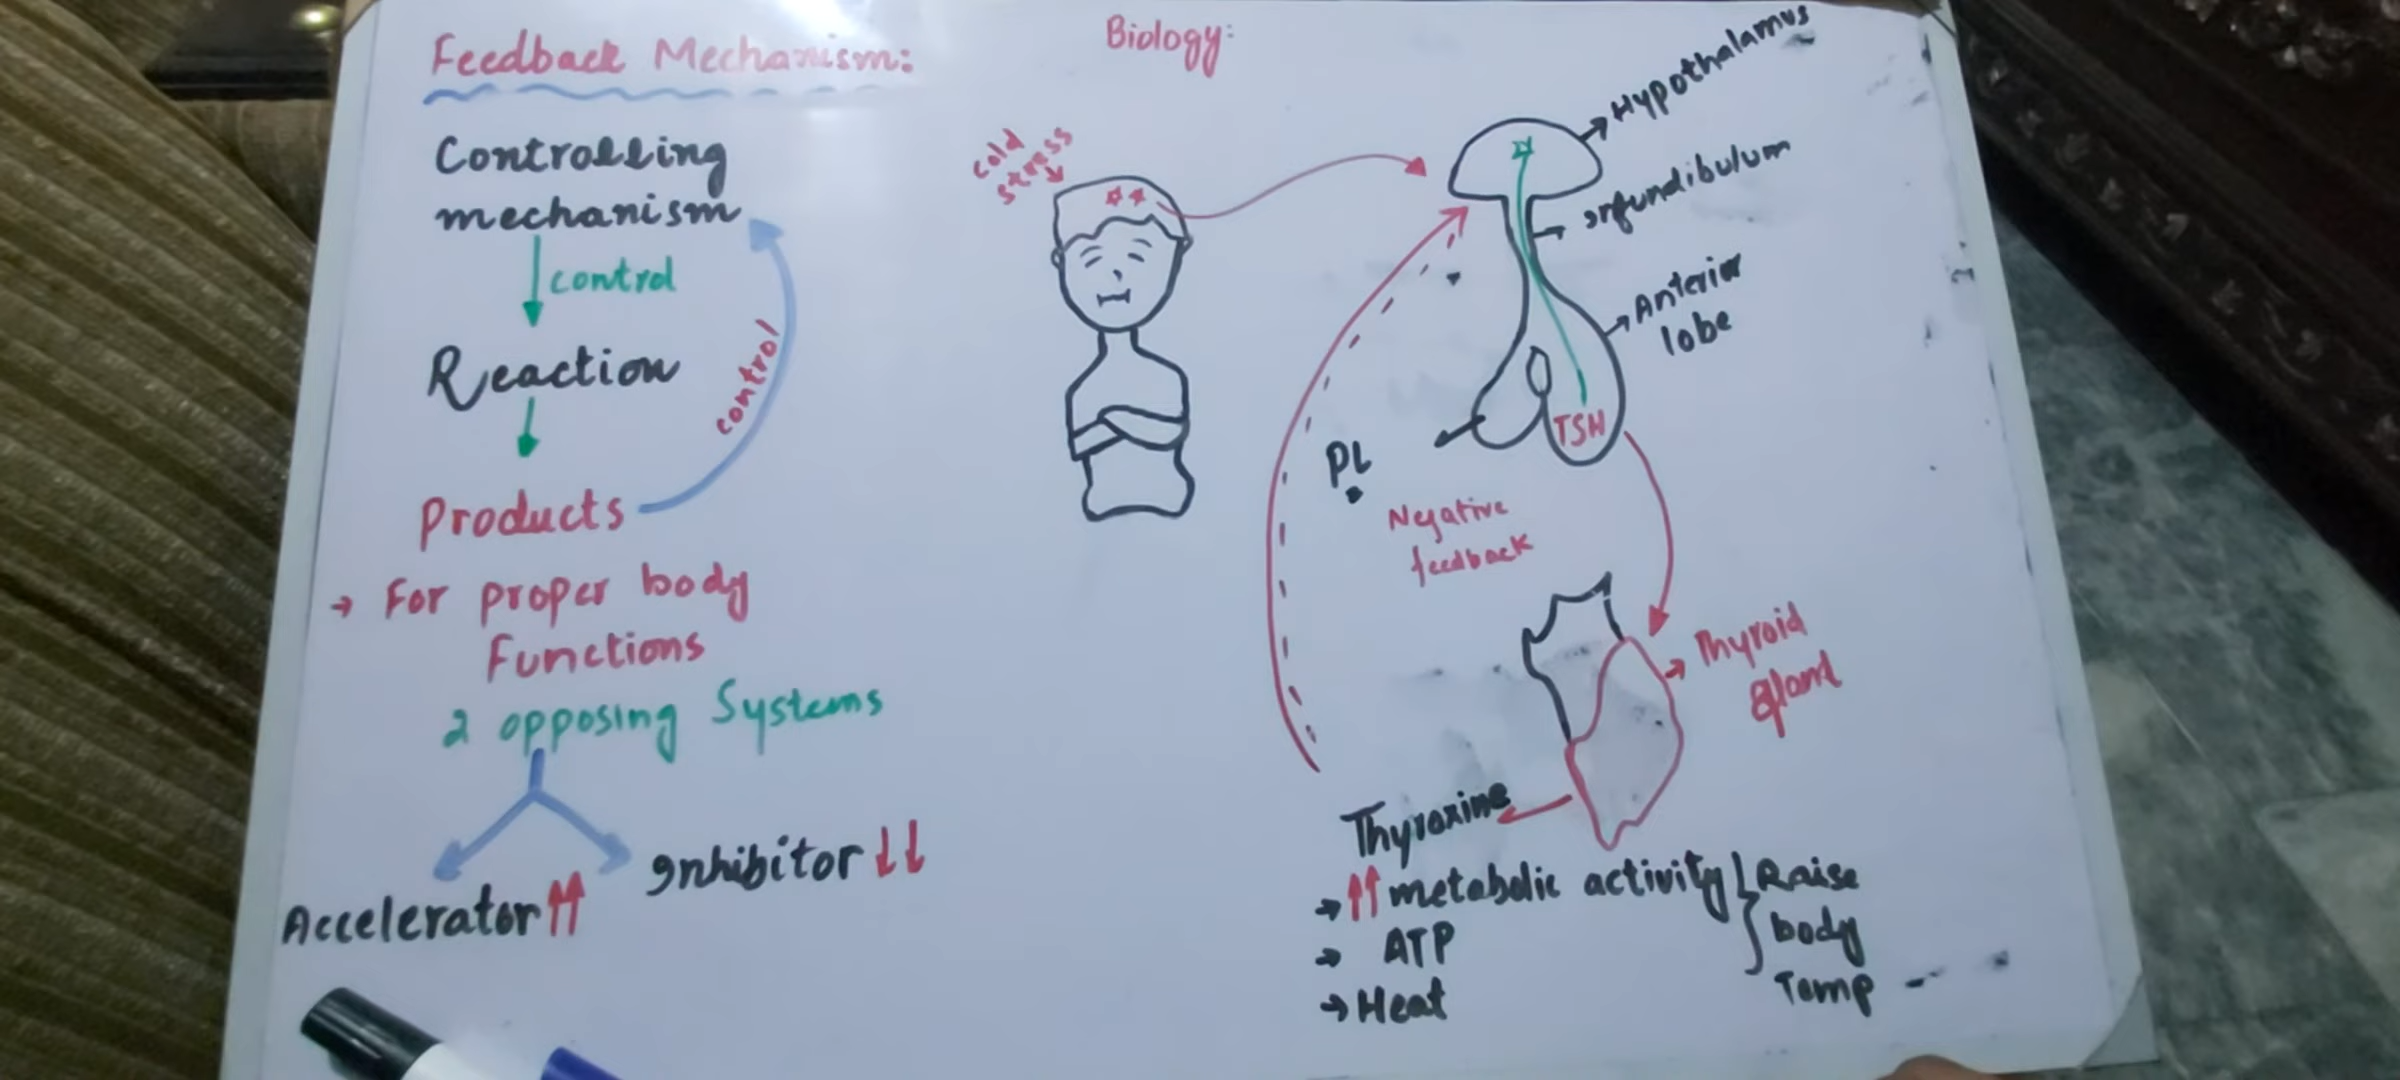 Biology:
Feedback Mechanism:
Controlling
mechanism
control
Reaction
control
Products
→ For proper body
Functions
2 opposing Systems
Accelerator ↑↑
Inhibitor ↓↓
cold
stress
Hypothalamus
Infundibulum
Anterior
lobe
TSH
PL
Negative
feedback
Thyroid
gland
Thyroxine
→ ↑↑ metabolic activity } Raise
body
Temp
→ ATP
→ Heat